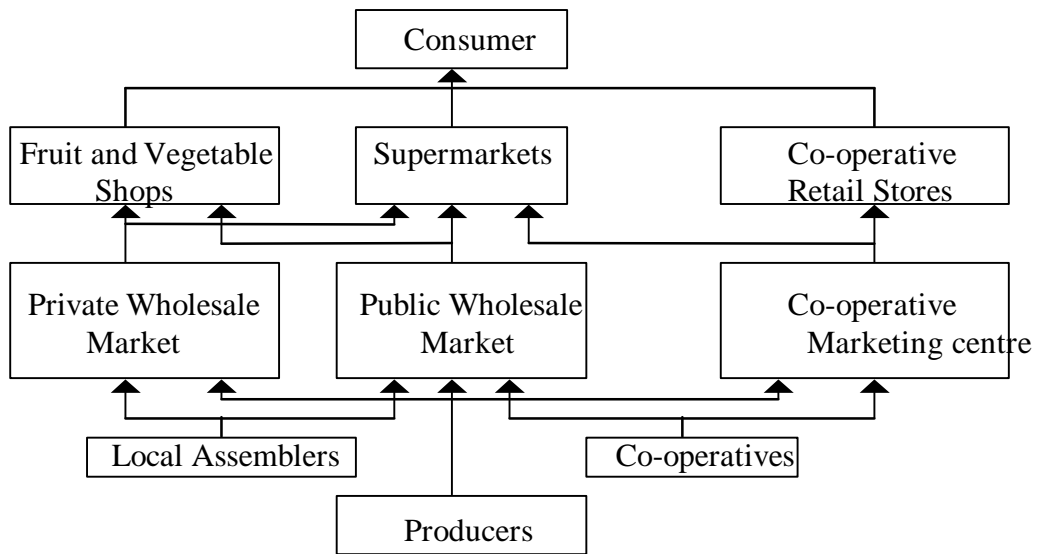 Consumer
Fruit and Vegetable
Shops
Supermarkets
Co-operative
Retail Stores
Private Wholesale
Market
Public Wholesale
Market
Co-operative
Marketing centre
Local Assemblers
Co-operatives
Producers